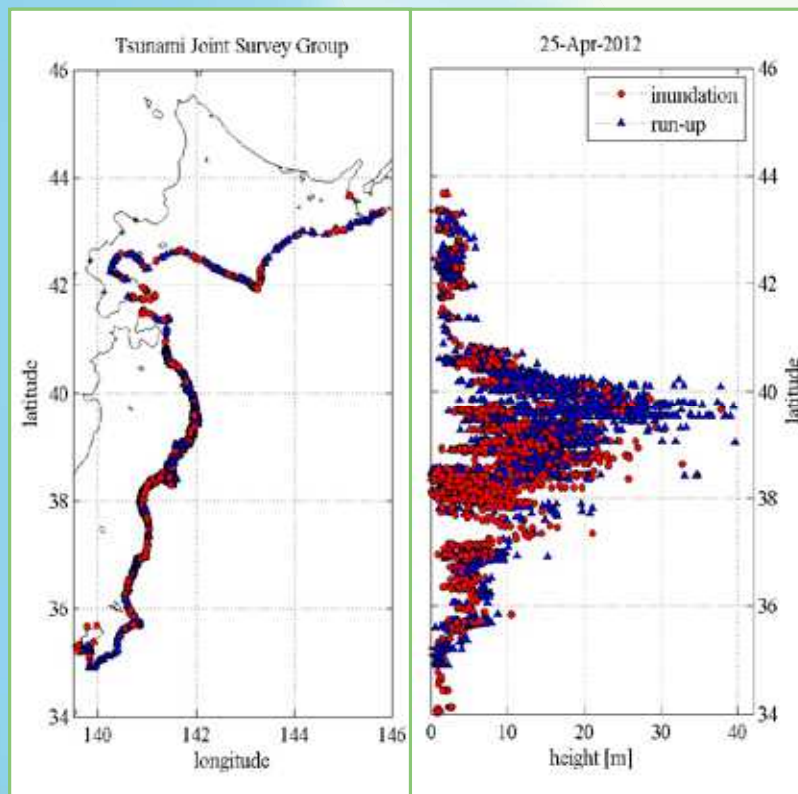 Tsunami Joint Survey Group
46
44
42
40
38
36
34
latitude
140 142 144 146
longitude
25-Apr-2012
inundation
run-up
46
44
42
40
38
36
34
latitude
0 10 20 30 40
height [m]